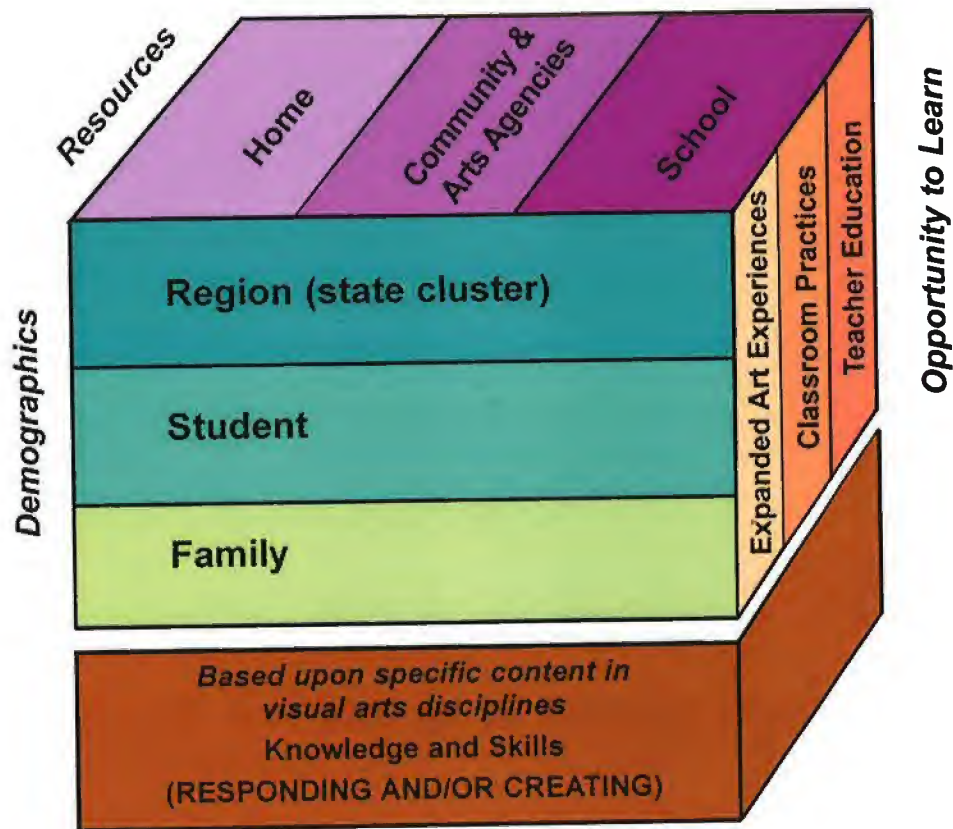 Resources
Home
Community &
Arts Agencies
School
Demographics
Region (state cluster)
Student
Family
Expanded Art Experiences
Classroom Practices
Teacher Education
Opportunity to Learn
Based upon specific content in
visual arts disciplines
Knowledge and Skills
(RESPONDING AND/OR CREATING)